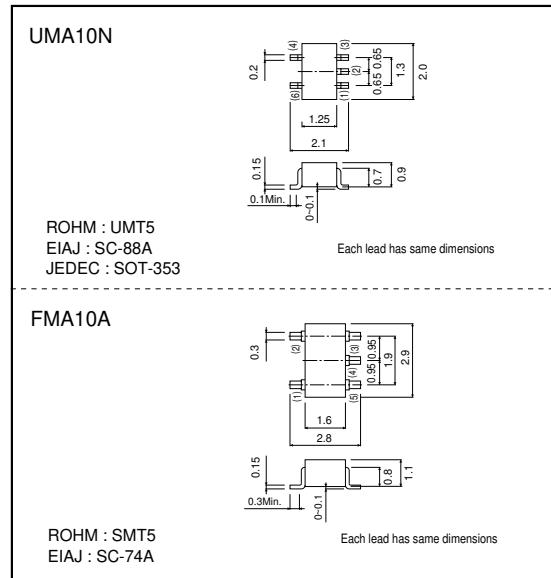 UMA10N
(4)
(3)
0.2
(2)
0.65
0.65
1.3
2.0
(6)
(1)
1.25
2.1
0.15
0.1Min.
0~0.1
0.7
0.9
ROHM : UMT5
EIAJ : SC-88A
JEDEC : SOT-353
Each lead has same dimensions
FMA10A
0.3
(2)
(3)
(4)
0.95
0.95
1.9
2.9
(1)
(5)
1.6
2.8
0.15
0.3Min.
0~0.1
0.8
1.1
ROHM : SMT5
EIAJ : SC-74A
Each lead has same dimensions